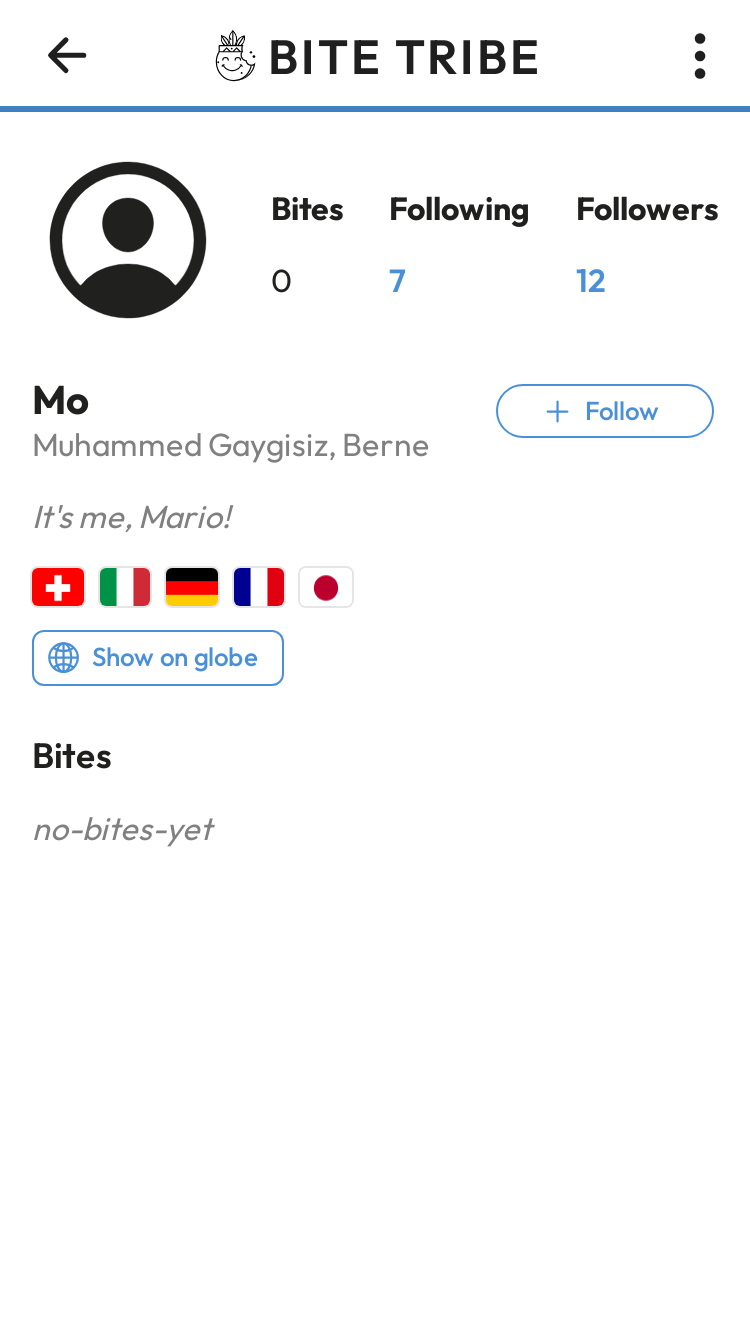 BITE TRIBE
Bites Following Followers
0 7 12
Mo
Follow
Muhammed Gaygisiz, Berne
It's me, Mario!
Show on globe
Bites
no-bites-yet